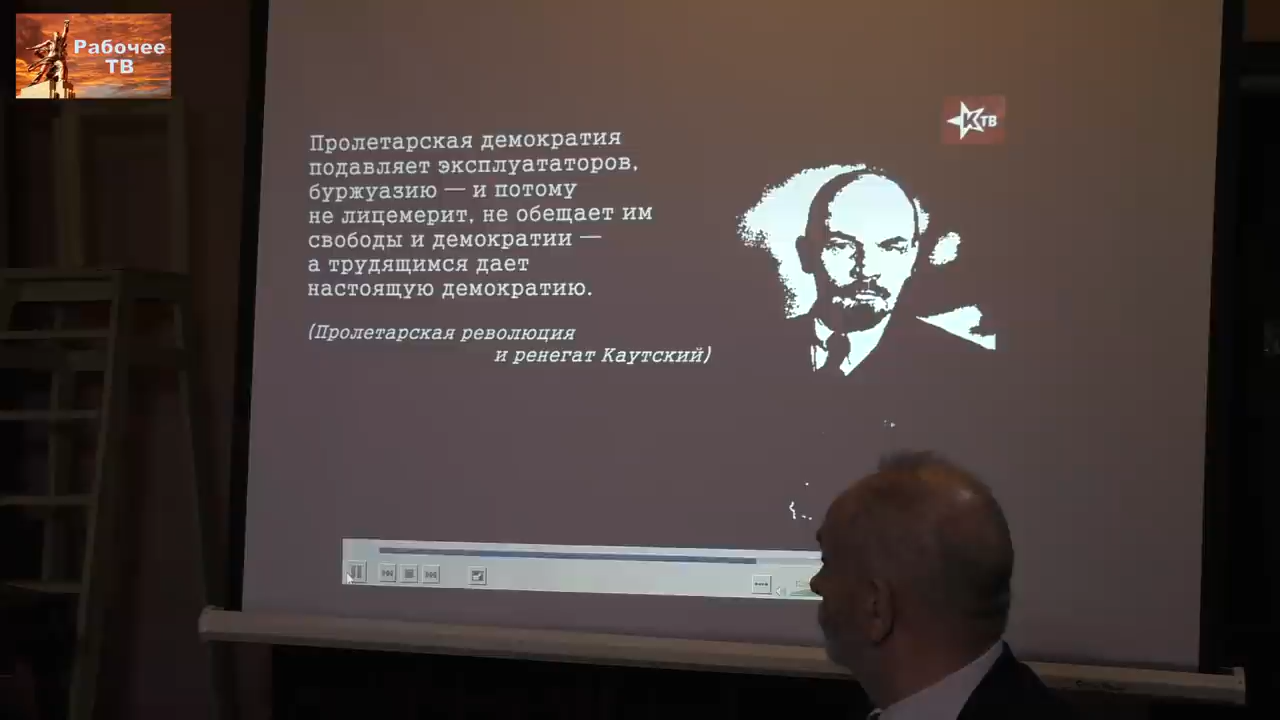 Рабочее
ТВ
КТВ
Пролетарская демократия
подавляет эксплуататоров,
буржуазию — и потому
не лицемерит, не обещает им
свободы и демократии —
а трудящимся дает
настоящую демократию.
(Пролетарская революция
и ренегат Каутский)